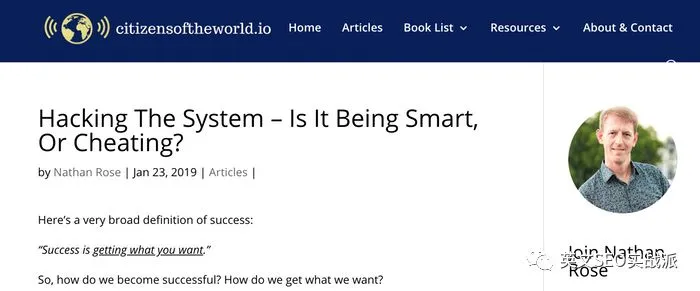 citizensoftheworld.io
Home Articles Book List Resources About & Contact
Hacking The System – Is It Being Smart,
Or Cheating?
by Nathan Rose | Jan 23, 2019 | Articles |
Here’s a very broad definition of success:
“Success is getting what you want.”
So, how do we become successful? How do we get what we want?
Join Nathan
Rose
英文SEO实战派